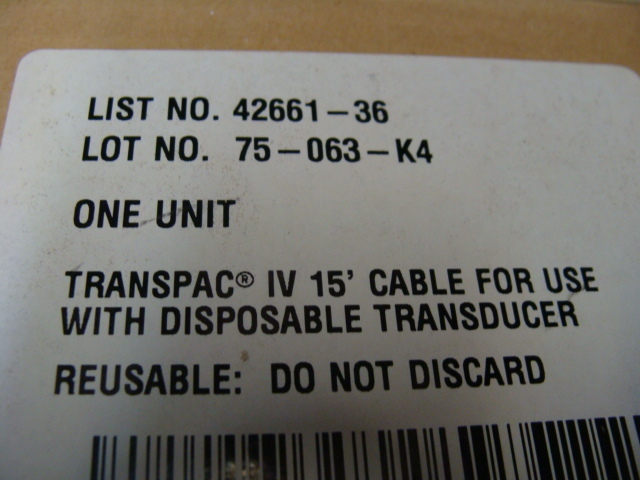 LIST NO. 42661-36
LOT NO. 75-063-K4
ONE UNIT
TRANSPAC® IV 15' CABLE FOR USE
WITH DISPOSABLE TRANSDUCER
REUSABLE: DO NOT DISCARD